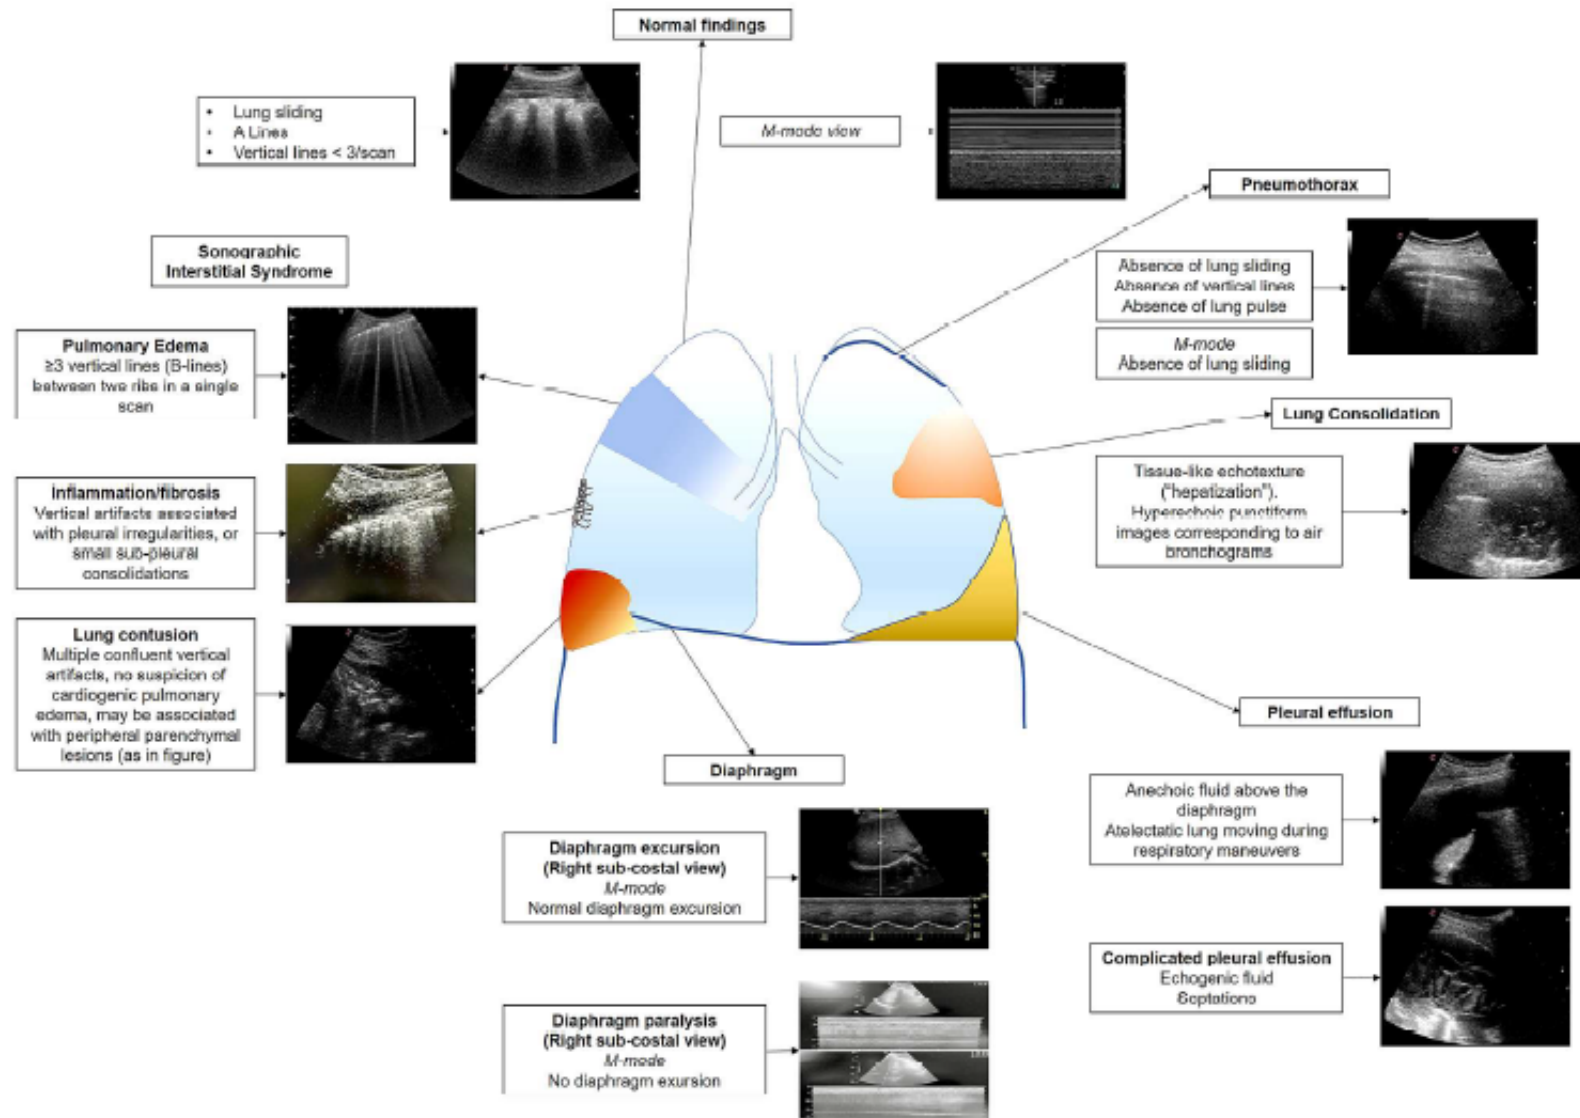 Normal findings
Lung sliding
A Lines
Vertical lines < 3/scan
M-mode view
Pneumothorax
Absence of lung sliding
Absence of vertical lines
Absence of lung pulse
M-mode
Absence of lung sliding
Sonographic
Interstitial Syndrome
Pulmonary Edema
≥3 vertical lines (B-lines)
between two ribs in a single
scan
Lung Consolidation
Tissue-like echotexture
("hepatization").
Hyperechoic punctiform
images corresponding to air
bronchograms
Inflammation/fibrosis
Vertical artifacts associated
with pleural irregularities, or
small sub-pleural
consolidations
Lung contusion
Multiple confluent vertical
artifacts, no suspicion of
cardiogenic pulmonary
edema, may be associated
with peripheral parenchymal
lesions (as in figure)
Pleural effusion
Anechoic fluid above the
diaphragm
Atelectatic lung moving during
respiratory maneuvers
Diaphragm
Diaphragm excursion
(Right sub-costal view)
M-mode
Normal diaphragm excursion
Complicated pleural effusion
Echogenic fluid
Septations
Diaphragm paralysis
(Right sub-costal view)
M-mode
No diaphragm exursion